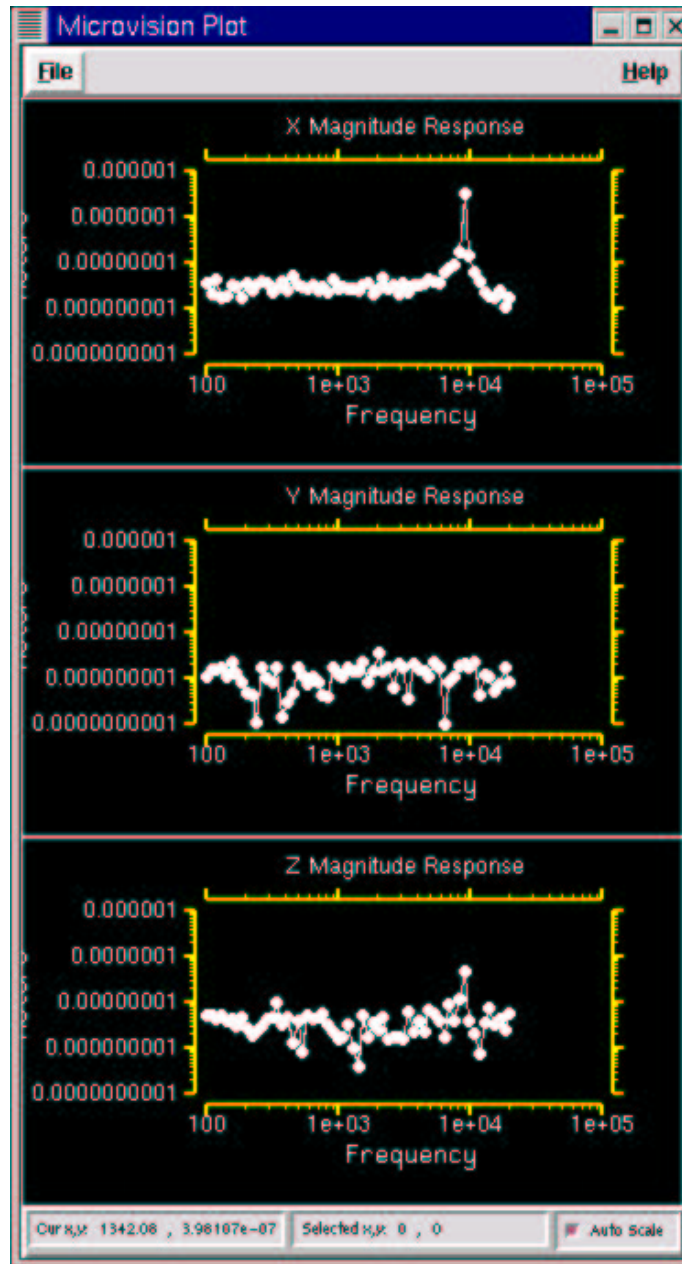 Microvision Plot
File Help
X Magnitude Response
0.000001
0.0000001
0.00000001
0.000000001
0.0000000001
100 1e+03 1e+04 1e+05
Frequency
Y Magnitude Response
0.000001
0.0000001
0.00000001
0.000000001
0.0000000001
100 1e+03 1e+04 1e+05
Frequency
Z Magnitude Response
0.000001
0.0000001
0.00000001
0.000000001
0.0000000001
100 1e+03 1e+04 1e+05
Frequency
Cur x,y: 1342.08 , 3.98107e-07 Selected x,y: 0 , 0 Auto Scale